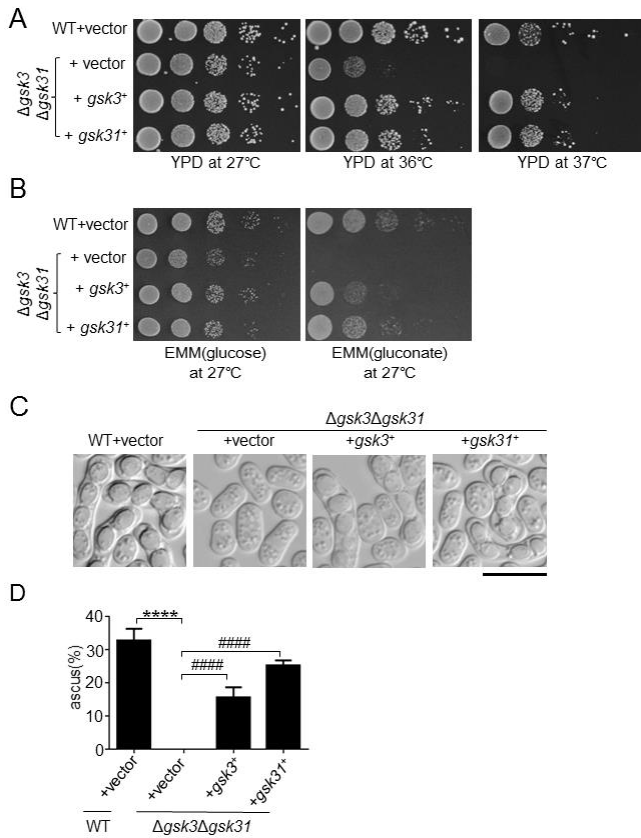 A
WT+vector
+ vector
+ gsk3+
+ gsk31+
Δgsk3
Δgsk31
YPD at 27℃
YPD at 36℃
YPD at 37℃
B
WT+vector
+ vector
+ gsk3+
+ gsk31+
Δgsk3
Δgsk31
EMM(glucose)
at 27℃
EMM(gluconate)
at 27℃
C
Δgsk3Δgsk31
WT+vector
+vector
+gsk3+
+gsk31+
D
40
30
20
10
0
ascus(%)
****
####
####
+vector
+vector
+gsk3+
+gsk31+
WT
Δgsk3Δgsk31